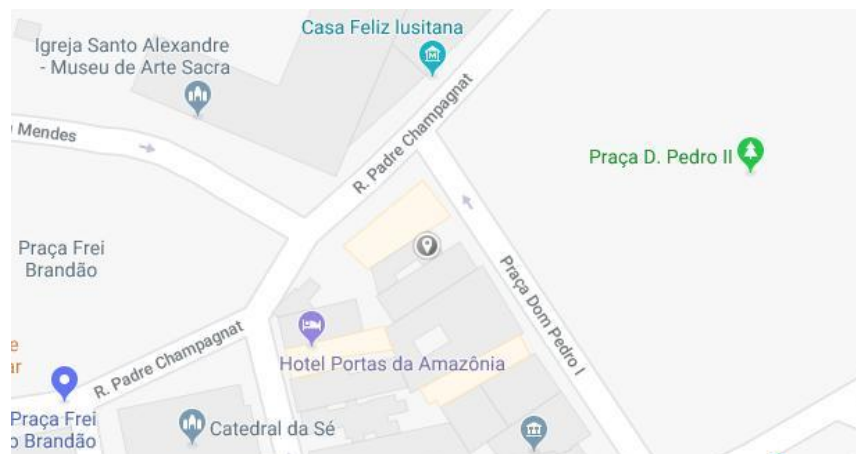 Casa Feliz lusitana
Igreja Santo Alexandre
- Museu de Arte Sacra
Mendes
R. Padre Champagnat
Praça D. Pedro II
Praça Frei
Brandão
Praça Dom Pedro I
R. Padre Champagnat
Hotel Portas da Amazônia
e
ar
Praça Frei
o Brandão
Catedral da Sé
M